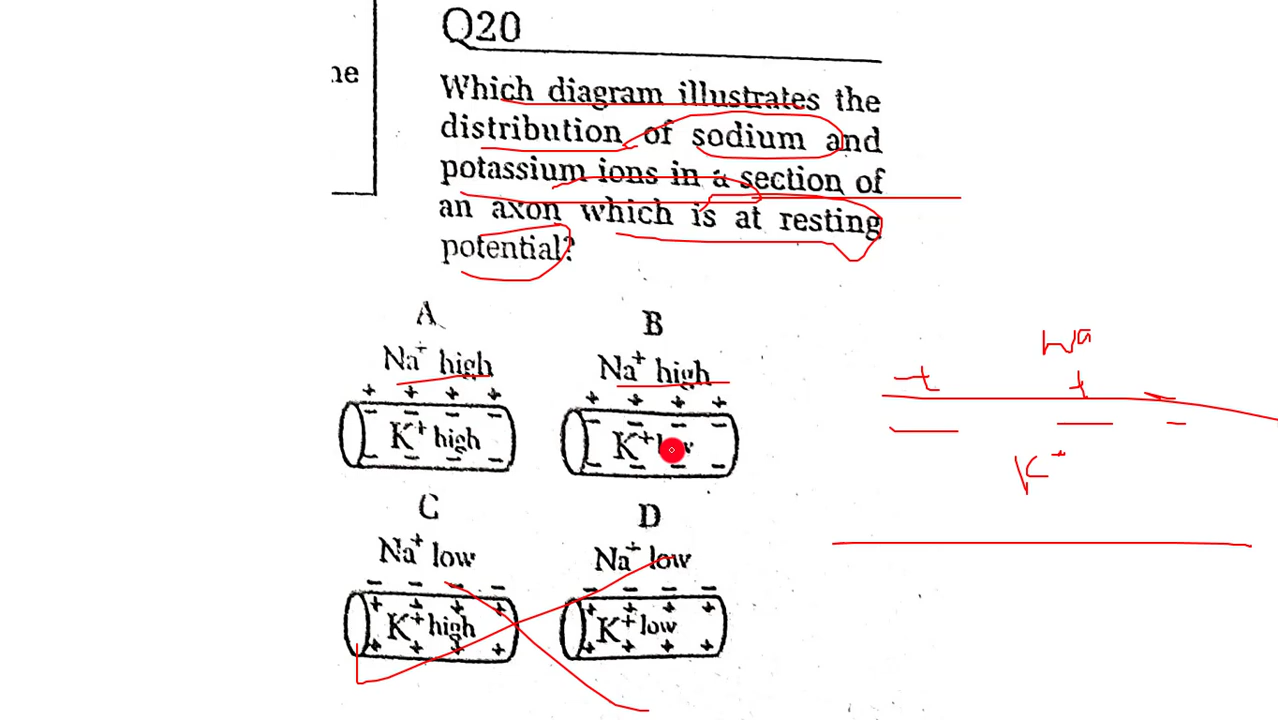 ne
Q20
Which diagram illustrates the
distribution of sodium and
potassium ions in a section of
an axon which is at resting
potential?
A
B
Na+ high
Na+ high
+ + + +
+ + + +
- - - -
- - - -
K+ high
K+
- - - -
- - - -
C
D
Na+ low
Na+ low
- - - -
- - - -
+ + + +
+ + + +
K+ high
K+ low
+ + + +
+ + + +
Na
K+